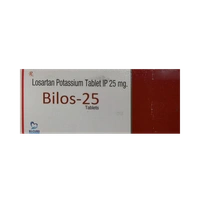 Losartan Potassium Tablet IP 25 mg.
Bilos-25
Tablets